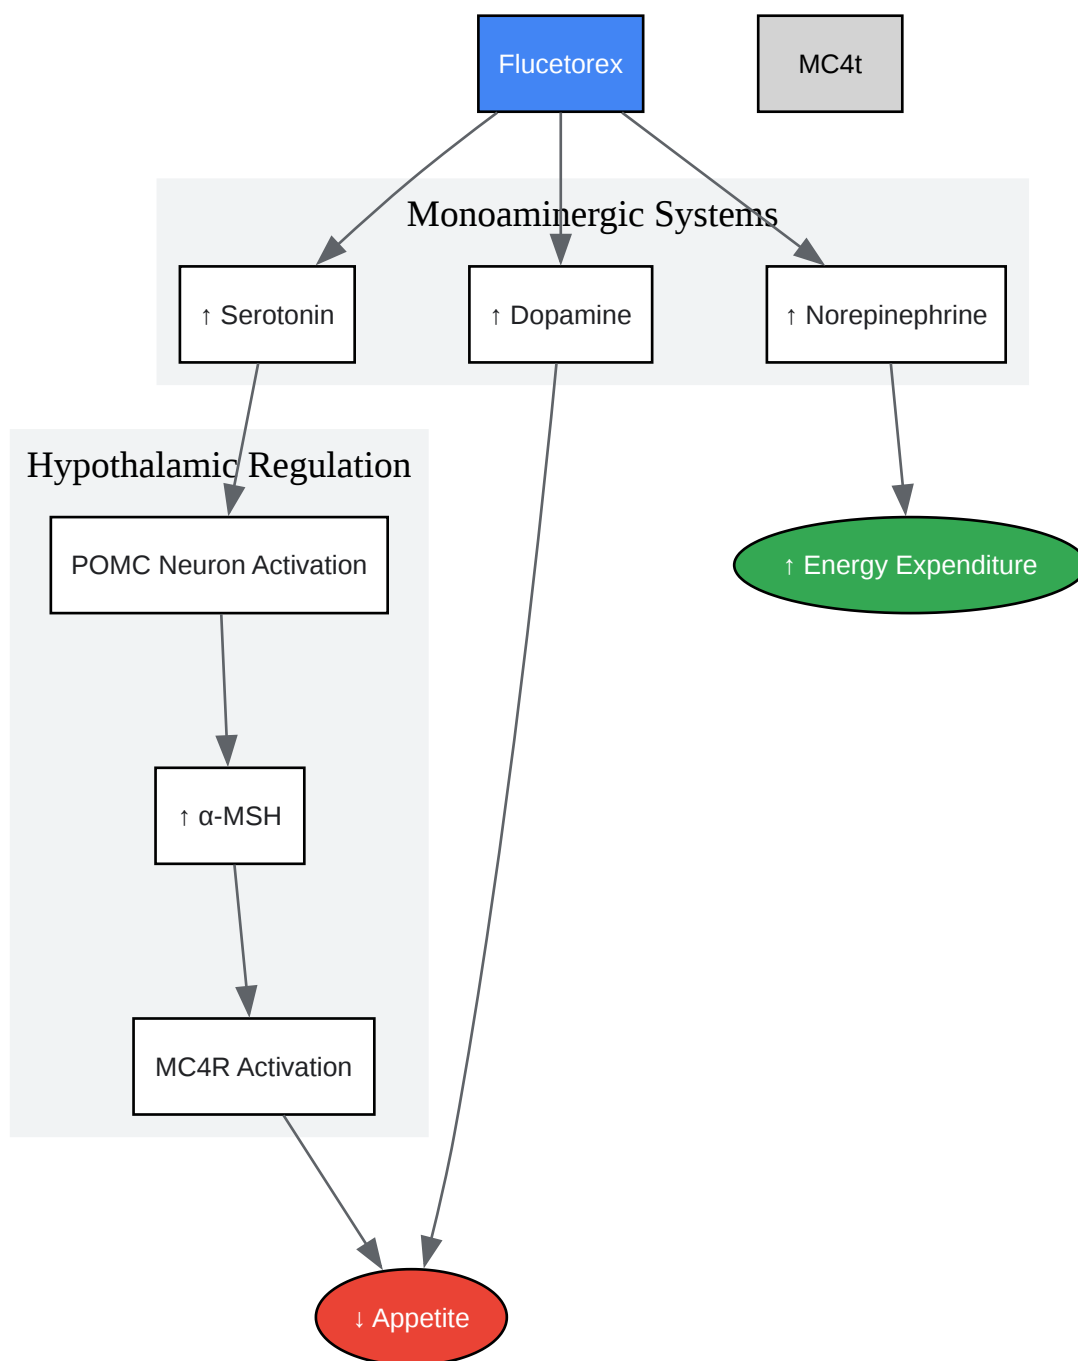 Flucetorex
MC4t
Monoaminergic Systems
↑ Serotonin
↑ Dopamine
↑ Norepinephrine
Hypothalamic Regulation
POMC Neuron Activation
↑ Energy Expenditure
↑ α-MSH
MC4R Activation
↓ Appetite